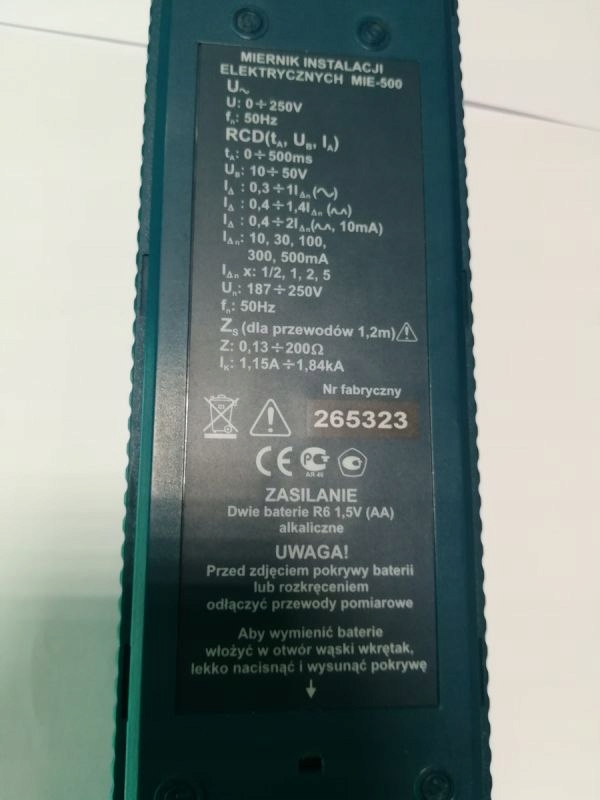 MIERNIK INSTALACJI
ELEKTRYCZNYCH MIE-500
U~
U: 0÷250V
fn: 50Hz
RCD(tA, UB, IA)
tA: 0÷500ms
UB: 10÷50V
IΔ : 0,3÷1IΔn(∿)
IΔ : 0,4÷1,4IΔn ()
IΔ : 0,4÷2IΔn(, 10mA)
IΔn: 10, 30, 100,
300, 500mA
IΔn x: 1/2, 1, 2, 5
Un: 187÷250V
fn: 50Hz
ZS (dla przewodów 1,2m)⚠
Z: 0,13÷200Ω
IK: 1,15A÷1,84kA
Nr fabryczny
265323
CE PCT
AR 46
ZASILANIE
Dwie baterie R6 1,5V (AA)
alkaliczne
UWAGA!
Przed zdjęciem pokrywy baterii
lub rozkręceniem
odłączyć przewody pomiarowe
Aby wymienić baterie
włożyć w otwór wąski wkrętak,
lekko nacisnąć i wysunąć pokrywę